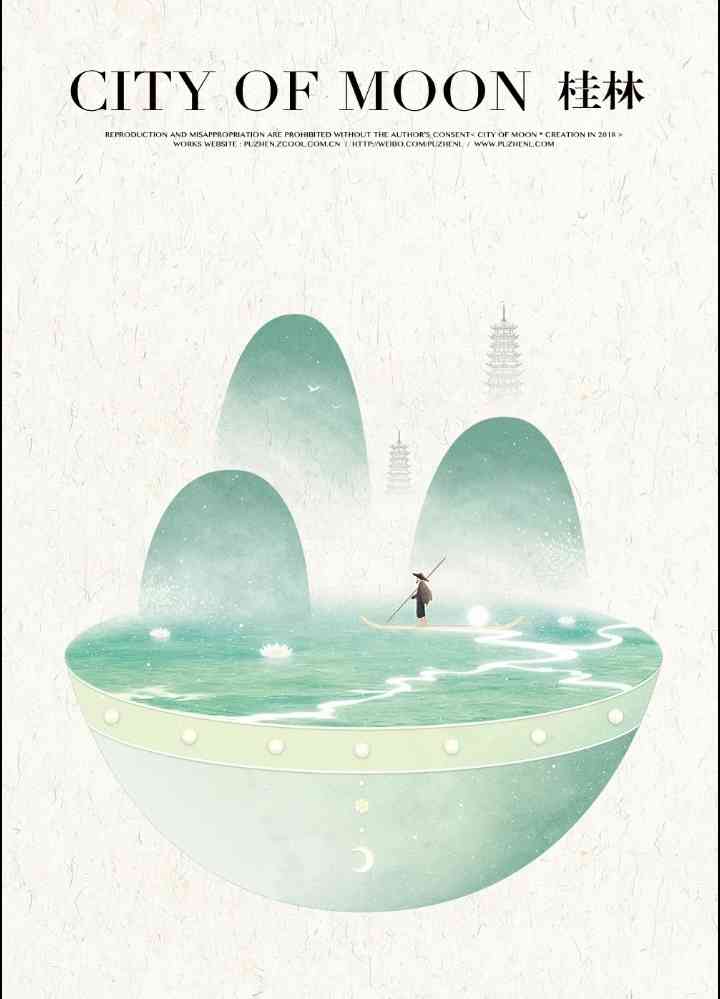 CITY OF MOON 桂林
REPRODUCTION AND MISAPPROPRIATION ARE PROHIBITED WITHOUT THE AUTHOR'S CONSENT< CITY OF MOON * CREATION IN 2018 >
WORKS WEBSITE : PUZHEN.ZCOOL.COM.CN / HTTP://WEIBO.COM/PUZHENL / WWW.PUZHENL.COM